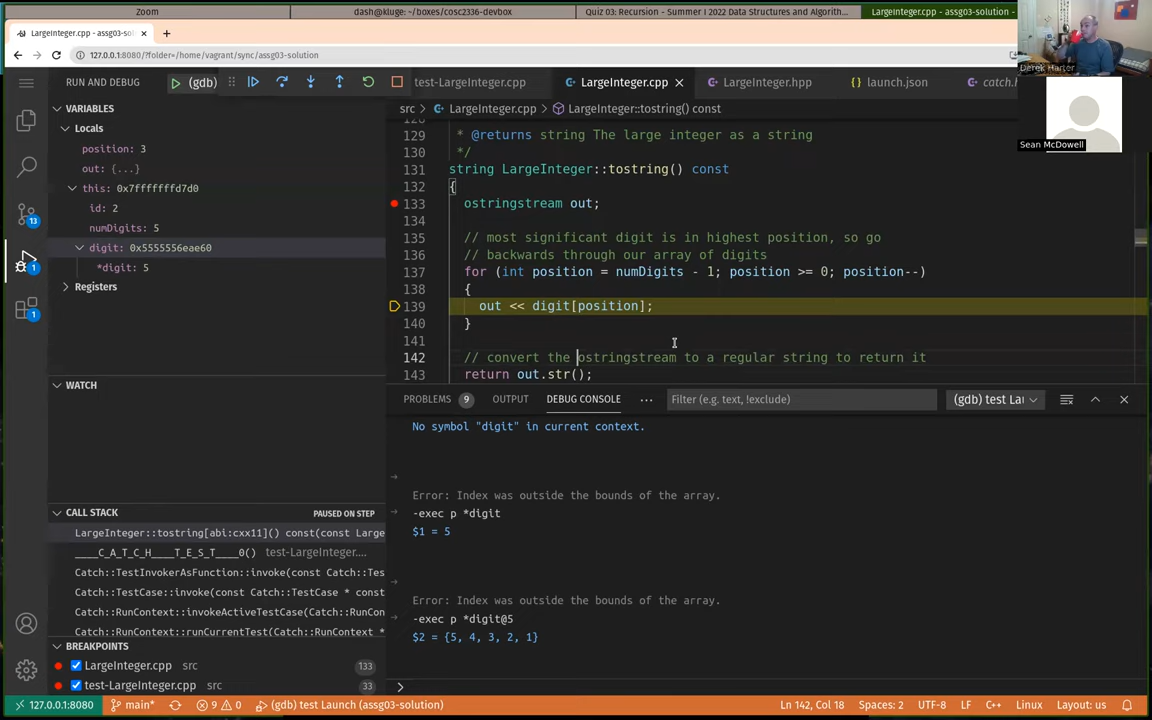 Zoom
dash@kluge: ~/boxes/cosc2336-devbox
Quiz 03: Recursion - Summer I 2022 Data Structures and Algorith...
LargeInteger.cpp - assg03-solution
LargeInteger.cpp - assg03-sol
127.0.0.1:8080/?folder=/home/vagrant/sync/assg03-solution
RUN AND DEBUG
(gdb)
test-LargeInteger.cpp
LargeInteger.cpp
LargeInteger.hpp
launch.json
catch.h
Derek Harter
Sean McDowell
VARIABLES
Locals
position: 3
out: {...}
this: 0x7fffffffd7d0
id: 2
numDigits: 5
digit: 0x5555556eae60
*digit: 5
Registers
WATCH
CALL STACK
PAUSED ON STEP
LargeInteger::tostring[abi:cxx11]() const(const Large
____C_A_T_C_H____T_E_S_T____0() test-LargeInteger....
Catch::TestInvokerAsFunction::invoke(const Catch::Tes
Catch::TestCase::invoke(const Catch::TestCase * const
Catch::RunContext::invokeActiveTestCase(Catch::RunCon
Catch::RunContext::runCurrentTest(Catch::RunContext *
BREAKPOINTS
LargeInteger.cpp src 133
test-LargeInteger.cpp src 33
src > LargeInteger.cpp > LargeInteger::tostring() const
129 * @returns string The large integer as a string
130 */
131 string LargeInteger::tostring() const
132 {
133 ostringstream out;
134
135 // most significant digit is in highest position, so go
136 // backwards through our array of digits
137 for (int position = numDigits - 1; position >= 0; position--)
138 {
139 out << digit[position];
140 }
141
142 // convert the ostringstream to a regular string to return it
143 return out.str();
PROBLEMS 9 OUTPUT DEBUG CONSOLE ... Filter (e.g. text, !exclude) (gdb) test Lau
No symbol "digit" in current context.
Error: Index was outside the bounds of the array.
-exec p *digit
$1 = 5
Error: Index was outside the bounds of the array.
-exec p *digit@5
$2 = {5, 4, 3, 2, 1}
13
1
1
127.0.0.1:8080 main* 9 0 (gdb) test Launch (assg03-solution) Ln 142, Col 18 Spaces: 2 UTF-8 LF C++ Linux Layout: us